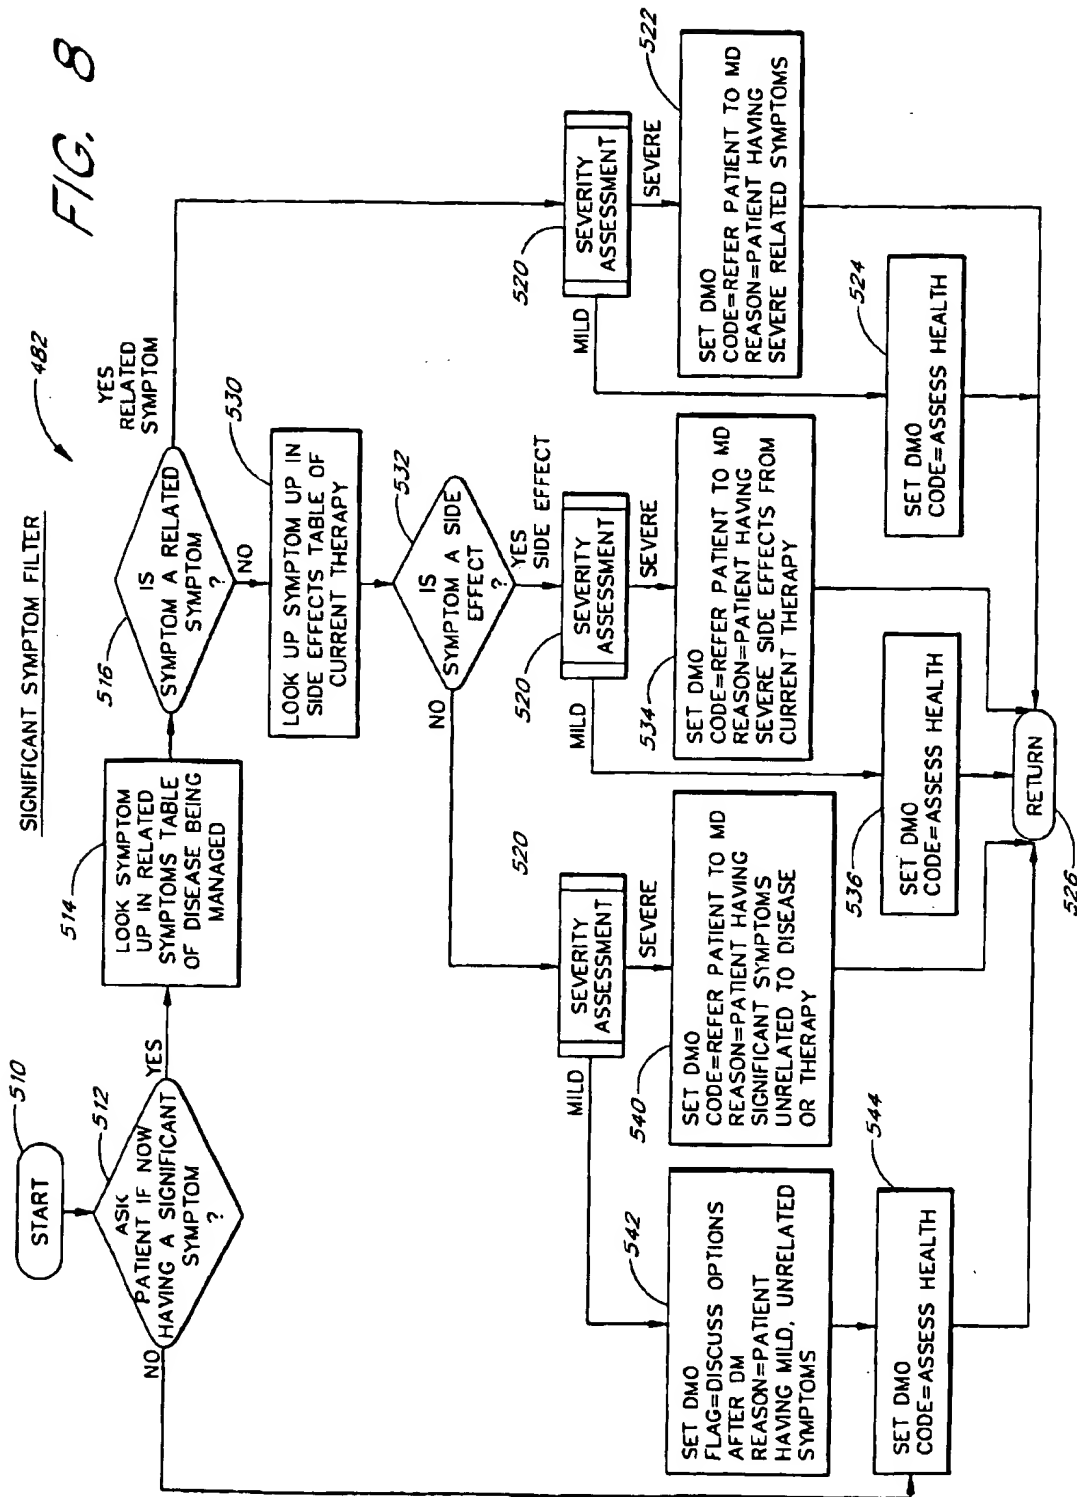 FIG. 8
SIGNIFICANT SYMPTOM FILTER
482
START
510
ASK
PATIENT IF NOW
HAVING A SIGNIFICANT
SYMPTOM
?
512
YES
NO
LOOK SYMPTOM
UP IN RELATED
SYMPTOMS TABLE
OF DISEASE BEING
MANAGED
514
IS
SYMPTOM A RELATED
SYMPTOM
?
516
YES
RELATED
SYMPTOM
NO
LOOK UP SYMPTOM UP IN
SIDE EFFECTS TABLE OF
CURRENT THERAPY
530
IS
SYMPTOM A SIDE
EFFECT
?
532
NO
YES
SIDE EFFECT
SEVERITY
ASSESSMENT
520
MILD
SEVERE
SEVERITY
ASSESSMENT
520
MILD
SEVERE
SEVERITY
ASSESSMENT
520
MILD
SEVERE
SET DMO
FLAG=DISCUSS OPTIONS
AFTER DM
REASON=PATIENT
HAVING MILD, UNRELATED
SYMPTOMS
542
SET DMO
CODE=REFER PATIENT TO MD
REASON=PATIENT HAVING
SIGNIFICANT SYMPTOMS
UNRELATED TO DISEASE
OR THERAPY
540
SET DMO
CODE=REFER PATIENT TO MD
REASON=PATIENT HAVING
SEVERE SIDE EFFECTS FROM
CURRENT THERAPY
534
SET DMO
CODE=REFER PATIENT TO MD
REASON=PATIENT HAVING
SEVERE RELATED SYMPTOMS
522
SET DMO
CODE=ASSESS HEALTH
544
SET DMO
CODE=ASSESS HEALTH
536
SET DMO
CODE=ASSESS HEALTH
524
RETURN
526